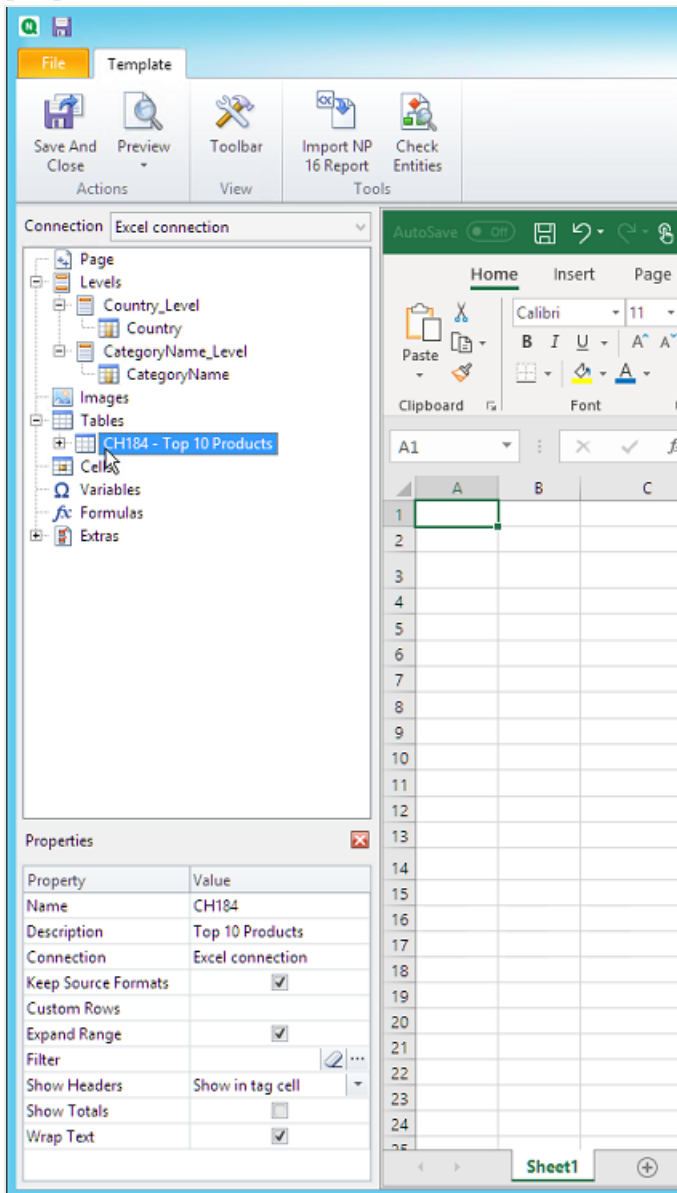 File Template
Save And Close
Preview
Toolbar
Import NP 16 Report
Check Entities
Actions View Tools
Connection Excel connection
Page
Levels
Country_Level
Country
CategoryName_Level
CategoryName
Images
Tables
CH184 - Top 10 Products
Cells
Variables
Formulas
Extras
Properties
Property Value
Name CH184
Description Top 10 Products
Connection Excel connection
Keep Source Formats
Custom Rows
Expand Range
Filter
Show Headers Show in tag cell
Show Totals
Wrap Text
AutoSave Off
Home Insert Page
Paste
Calibri 11
B I U A A
A
Clipboard Font
A1
A B C
1
2
3
4
5
6
7
8
9
10
11
12
13
14
15
16
17
18
19
20
21
22
23
24
Sheet1